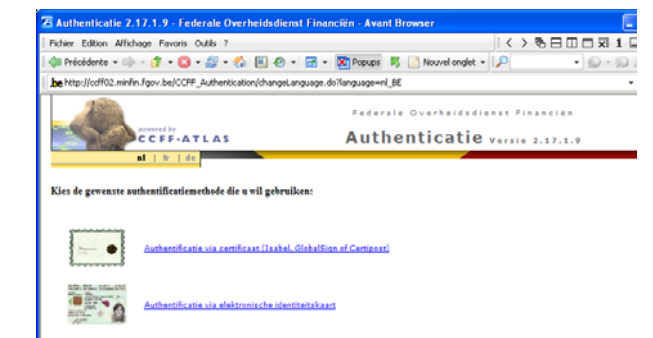 Authenticatie 2.17.1.9 - Federale Overheidsdienst Financiën - Avant Browser
Fichier Edition Affichage Favoris Outils ?
Précédente Popups Nouvel onglet
.be http://ccff02.minfin.fgov.be/CCFF_Authentication/changeLanguage.do?language=nl_BE
Federale Overheidsdienst Financiën
powered by
CCFF-ATLAS
Authenticatie Versie 2.17.1.9
nl | fr | de
Kies de gewenste authentificatiemethode die u wil gebruiken:
Authentificatie via certificaat (Isabel, GlobalSign of Certipost)
Authentificatie via elektronische identiteitskaart